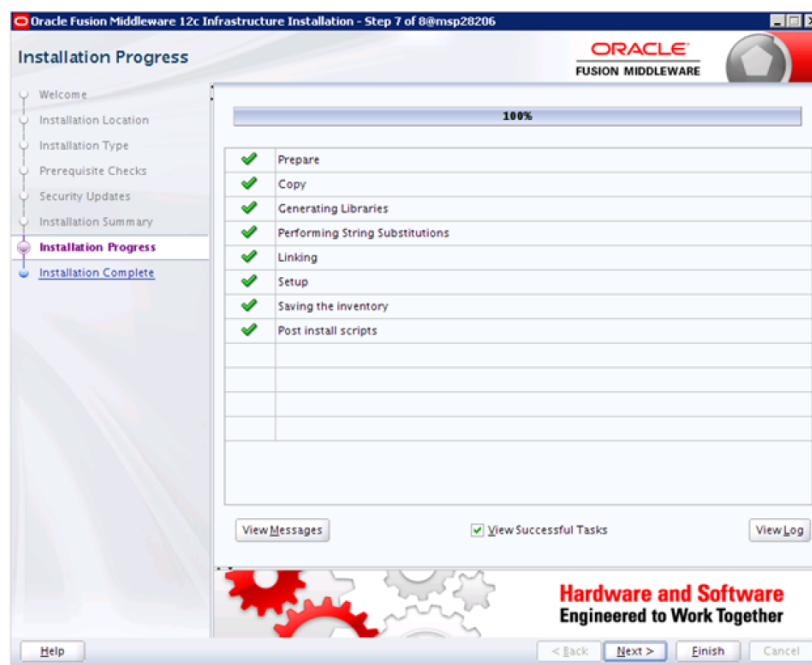 Oracle Fusion Middleware 12c Infrastructure Installation - Step 7 of 8@msp28206
Installation Progress
ORACLE
FUSION MIDDLEWARE
Welcome
Installation Location
Installation Type
Prerequisite Checks
Security Updates
Installation Summary
Installation Progress
Installation Complete
100%
Prepare
Copy
Generating Libraries
Performing String Substitutions
Linking
Setup
Saving the inventory
Post install scripts
View Messages
View Successful Tasks
View Log
Hardware and Software
Engineered to Work Together
Help
< Back
Next >
Finish
Cancel